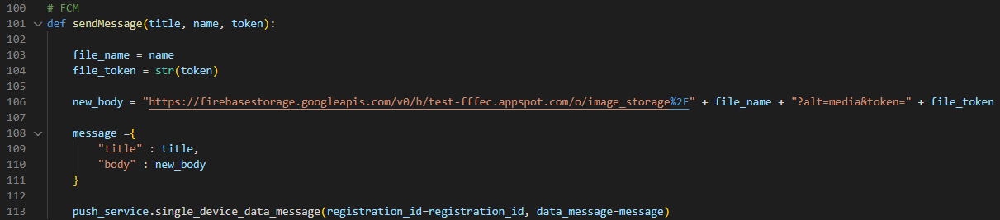 100 # FCM
101 def sendMessage(title, name, token):
102
103 file_name = name
104 file_token = str(token)
105
106 new_body = "https://firebasestorage.googleapis.com/v0/b/test-fffec.appspot.com/o/image_storage%2F" + file_name + "?alt=media&token=" + file_token
107
108 message ={
109 "title" : title,
110 "body" : new_body
111 }
112
113 push_service.single_device_data_message(registration_id=registration_id, data_message=message)